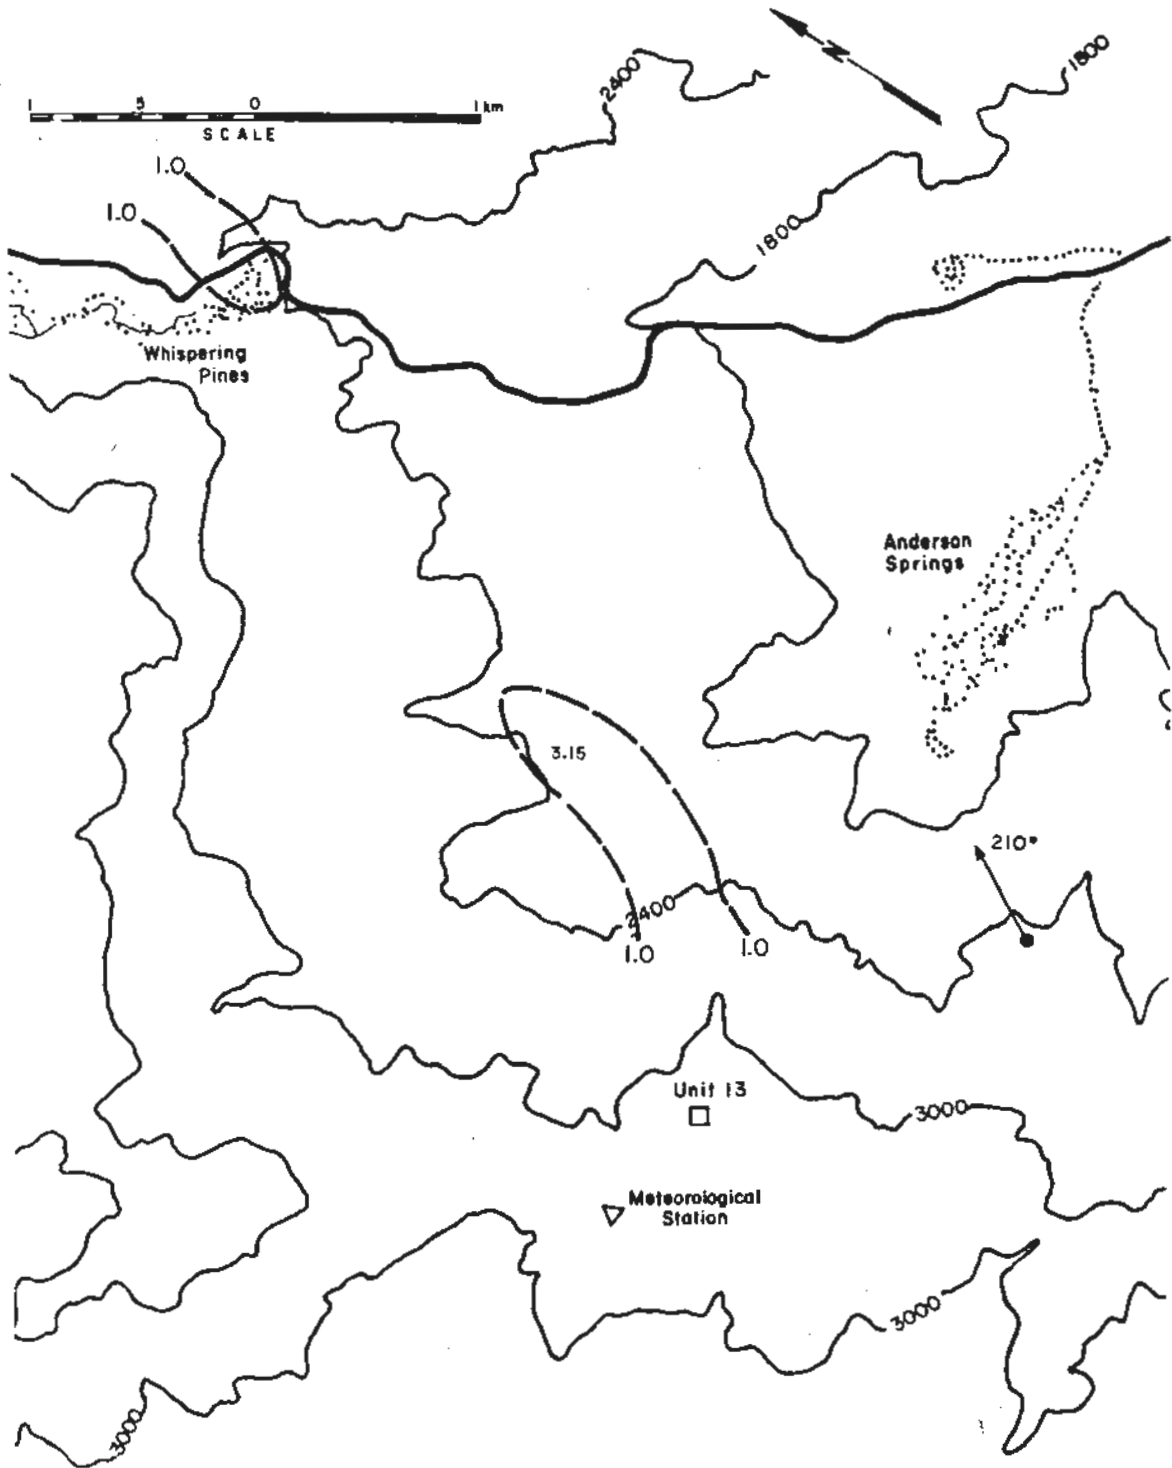 N
1800
2400
1 .5 0 1 km
SCALE
1.0
1.0
1800
Whispering
Pines
Anderson
Springs
3.15
210°
2400
1.0
1.0
Unit 13
3000
Meteorological
Station
3000
3000